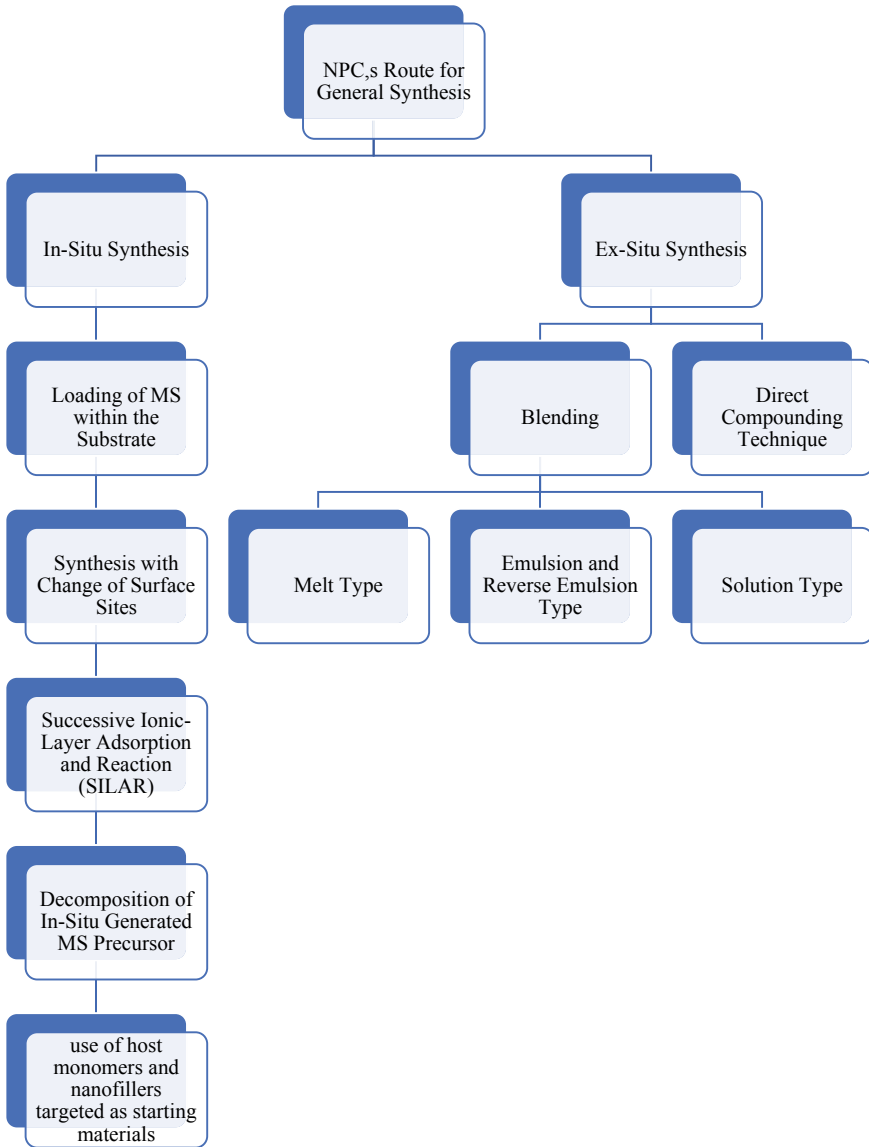 NPC,s Route for
General Synthesis
In-Situ Synthesis
Ex-Situ Synthesis
Loading of MS
within the
Substrate
Blending
Direct
Compounding
Technique
Synthesis with
Change of Surface
Sites
Melt Type
Emulsion and
Reverse Emulsion
Type
Solution Type
Successive Ionic-
Layer Adsorption
and Reaction
(SILAR)
Decomposition of
In-Situ Generated
MS Precursor
use of host
monomers and
nanofillers
targeted as starting
materials